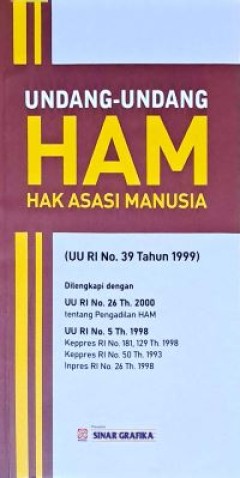 UNDANG-UNDANG
HAM
HAK ASASI MANUSIA
(UU RI No. 39 Tahun 1999)
Dilengkapi dengan
UU RI No. 26 Th. 2000
tentang Pengadilan HAM
UU RI No. 5 Th. 1998
Keppres RI No. 181, 129 Th. 1998
Keppres RI No. 50 Th. 1993
Inpres RI No. 26 Th. 1998
Penerbit
SINAR GRAFIKA